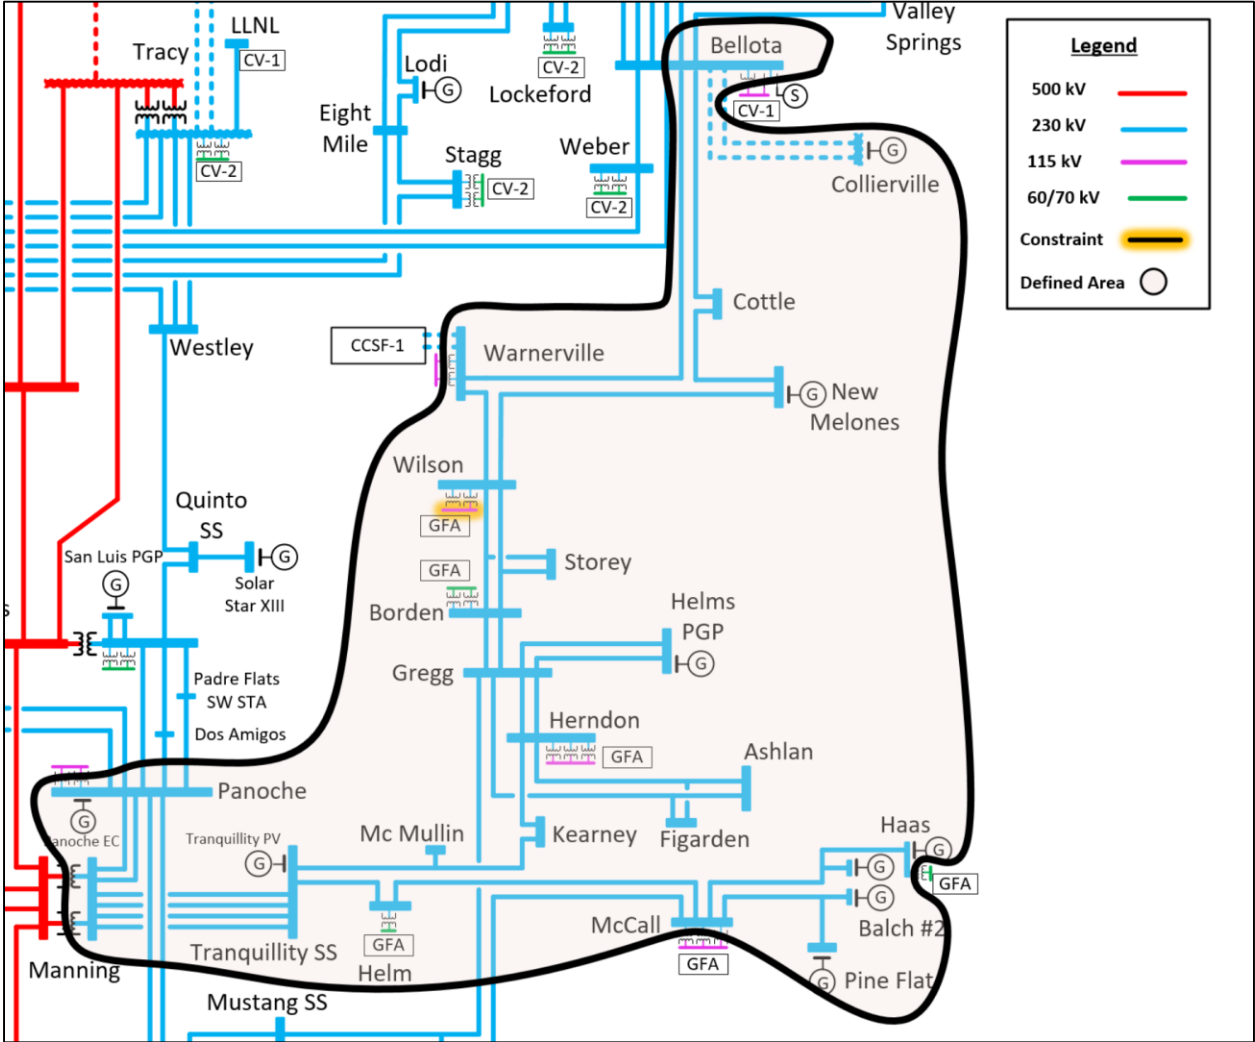 Valley
Springs
LLNL
CV-1
Tracy
CV-2
Lodi
G
CV-2
Lockeford
Eight
Mile
Stagg
CV-2
Weber
CV-2
Bellota
S
CV-1
G
Collierville
Legend
500 kV
230 kV
115 kV
60/70 kV
Constraint
Defined Area
Westley
CCSF-1
Warnerville
Cottle
G
New
Melones
Wilson
GFA
Quinto
SS
G
Solar
Star XIII
San Luis PGP
G
s
GFA
Storey
Borden
Helms
PGP
G
Gregg
Padre Flats
SW STA
Dos Amigos
Herndon
GFA
Ashlan
Panoche
G
Panoche EC
Tranquillity PV
G
Mc Mullin
Kearney
Figarden
Haas
G
G
GFA
G
Balch #2
McCall
GFA
Manning
Tranquillity SS
GFA
Helm
G
Pine Flat
Mustang SS